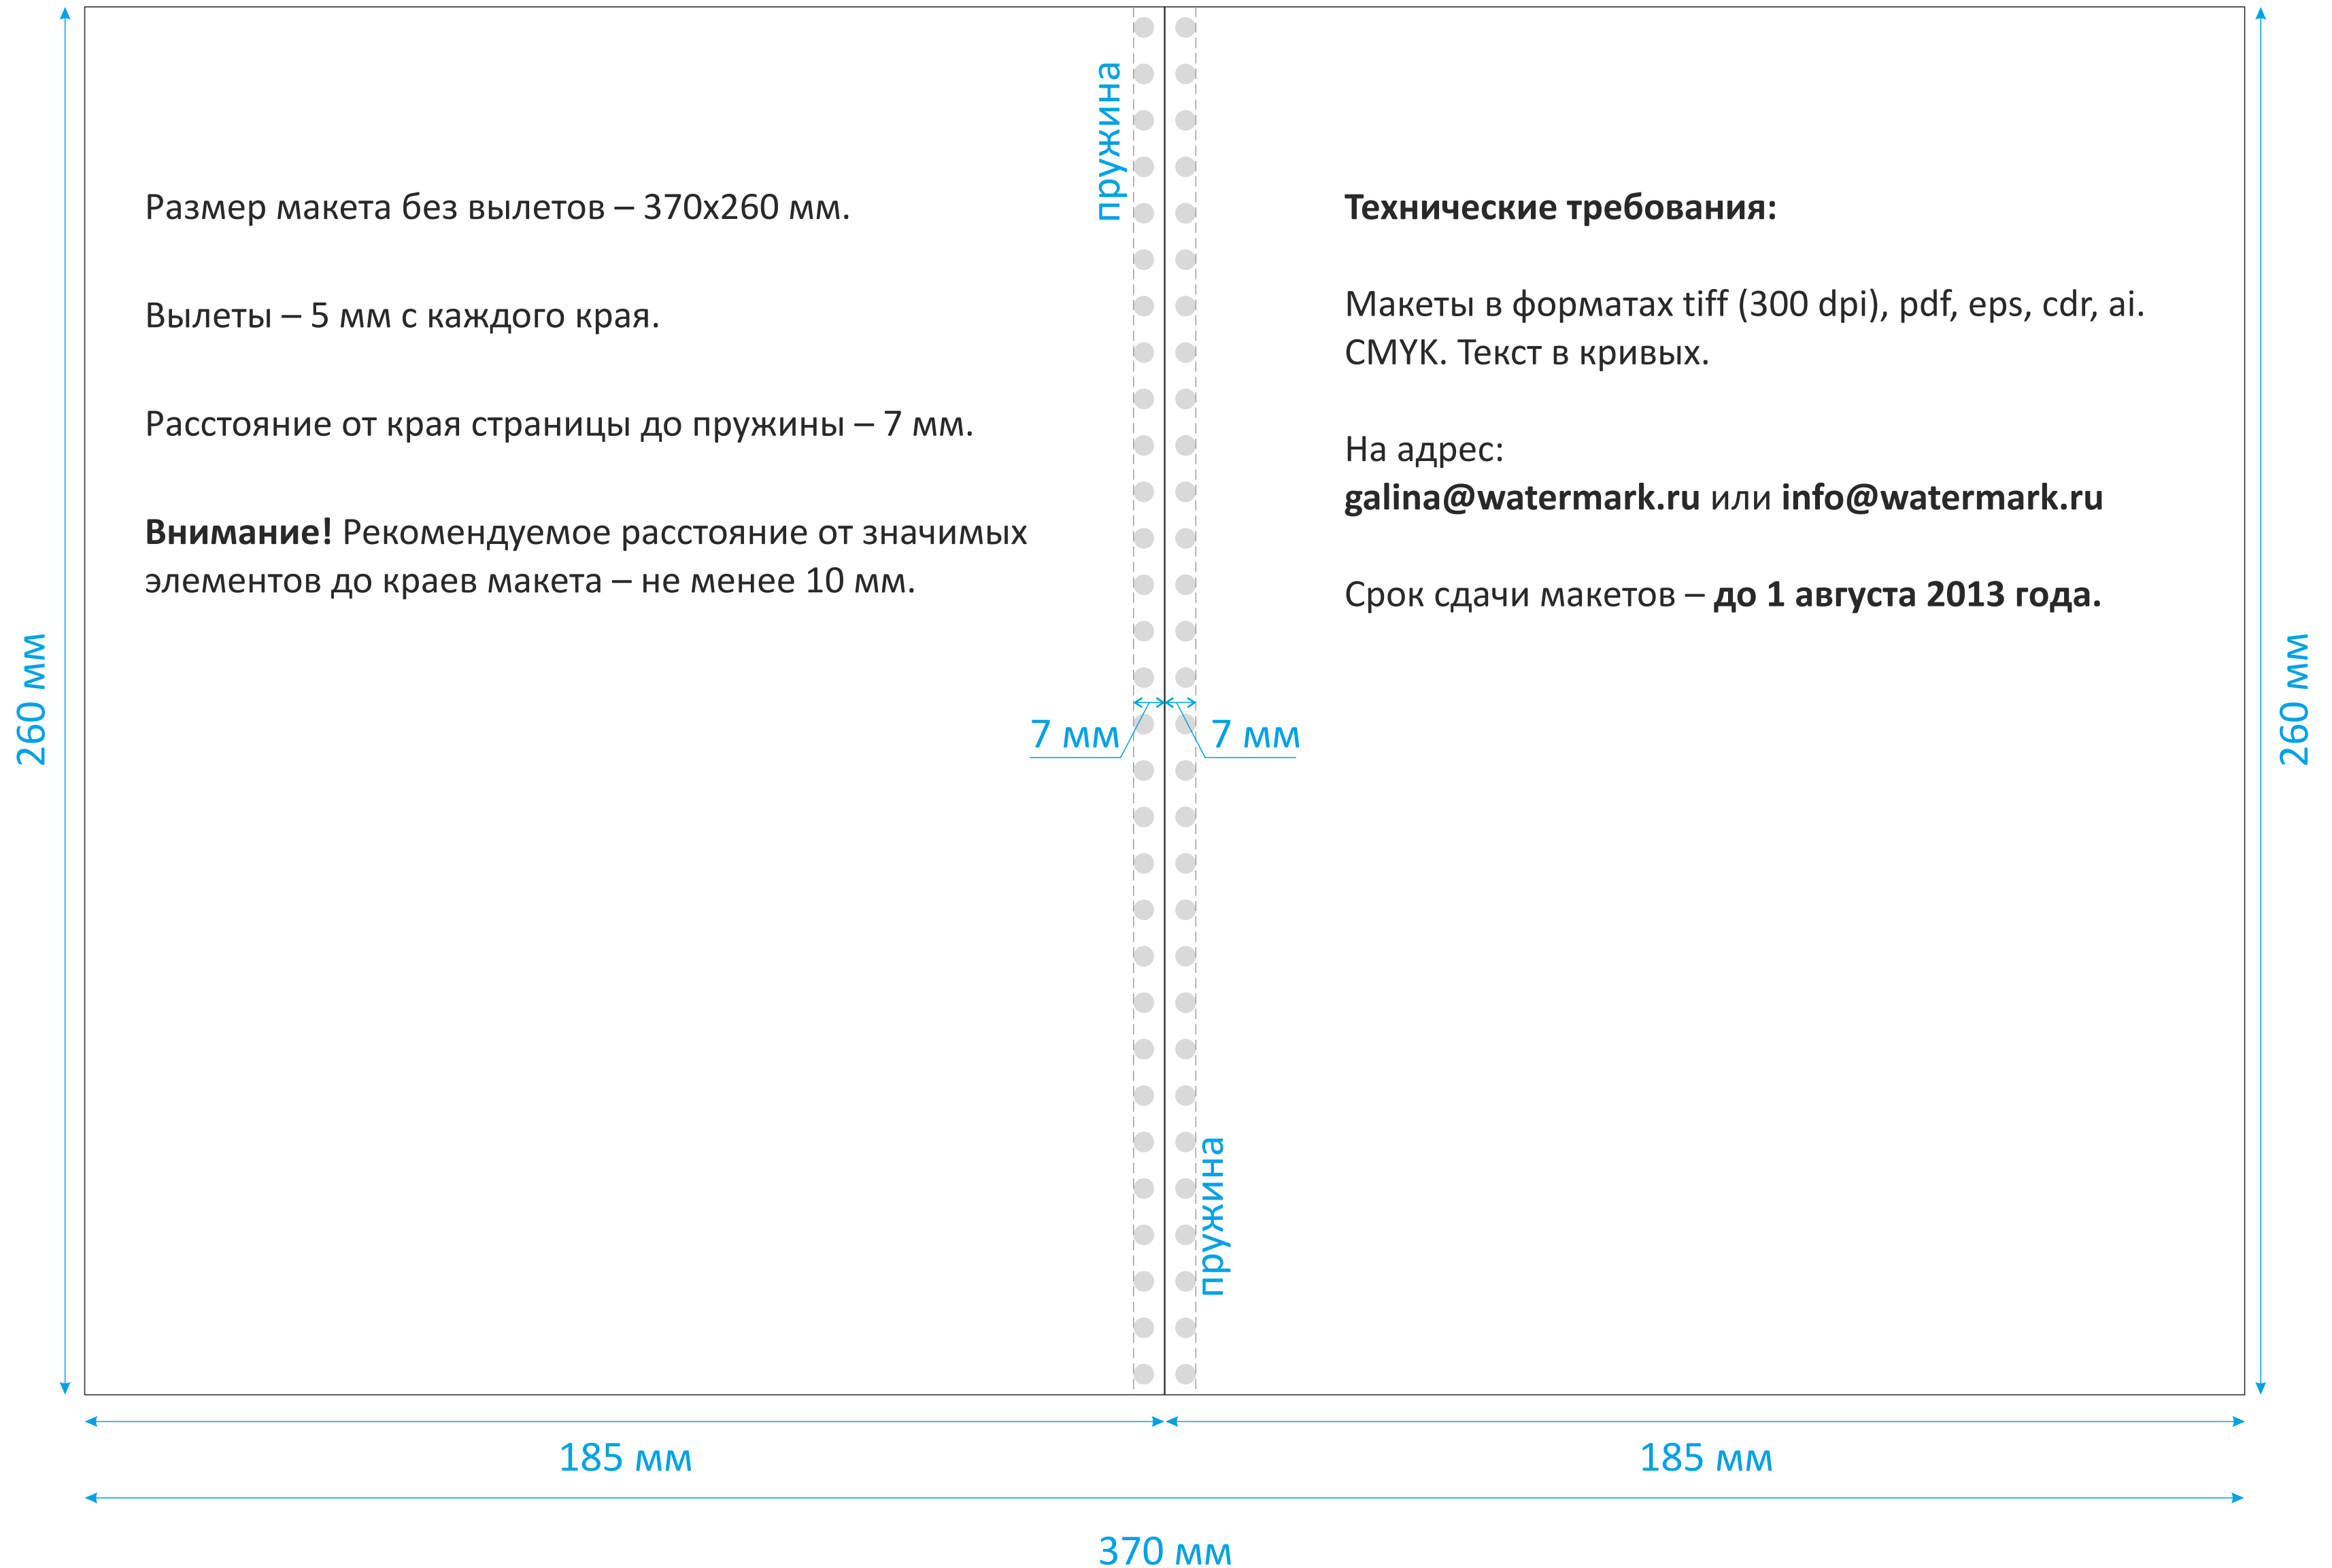 пружина
Размер макета без вылетов – 370х260 мм.
Вылеты – 5 мм с каждого края.
Расстояние от края страницы до пружины – 7 мм.
Внимание! Рекомендуемое расстояние от значимых
элементов до краев макета – не менее 10 мм.
Технические требования:
Макеты в форматах tiff (300 dpi), pdf, eps, cdr, ai.
CMYK. Текст в кривых.
На адрес:
galina@watermark.ru или info@watermark.ru
Срок сдачи макетов – до 1 августа 2013 года.
260 мм
7 мм
7 мм
260 мм
пружина
185 мм
185 мм
370 мм